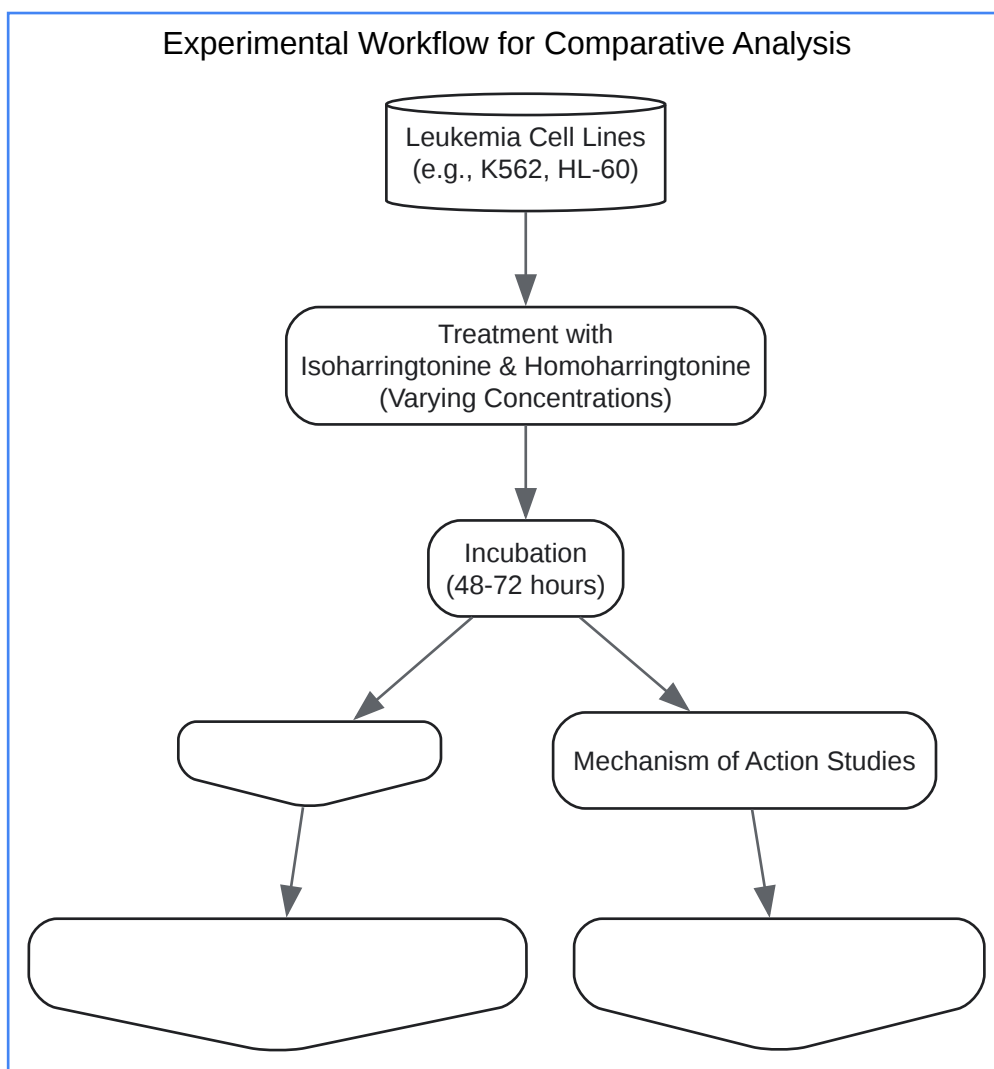 Experimental Workflow for Comparative Analysis
Leukemia Cell Lines
(e.g., K562, HL-60)
Treatment with
Isoharringtonine & Homoharringtonine
(Varying Concentrations)
Incubation
(48-72 hours)
Mechanism of Action Studies